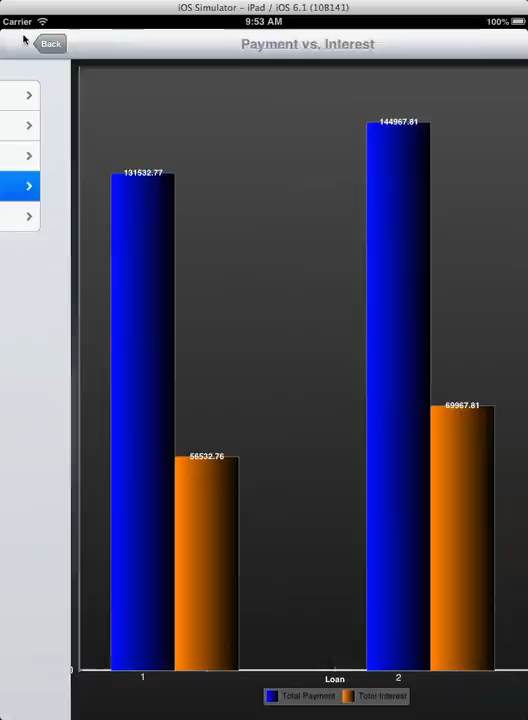 iOS Simulator – iPad / iOS 6.1 (10B141)
Carrier 9:53 AM 100%
Back Payment vs. Interest
144967.81
131532.77
69967.81
56532.76
1 Loan 2
Total Payment Total Interest